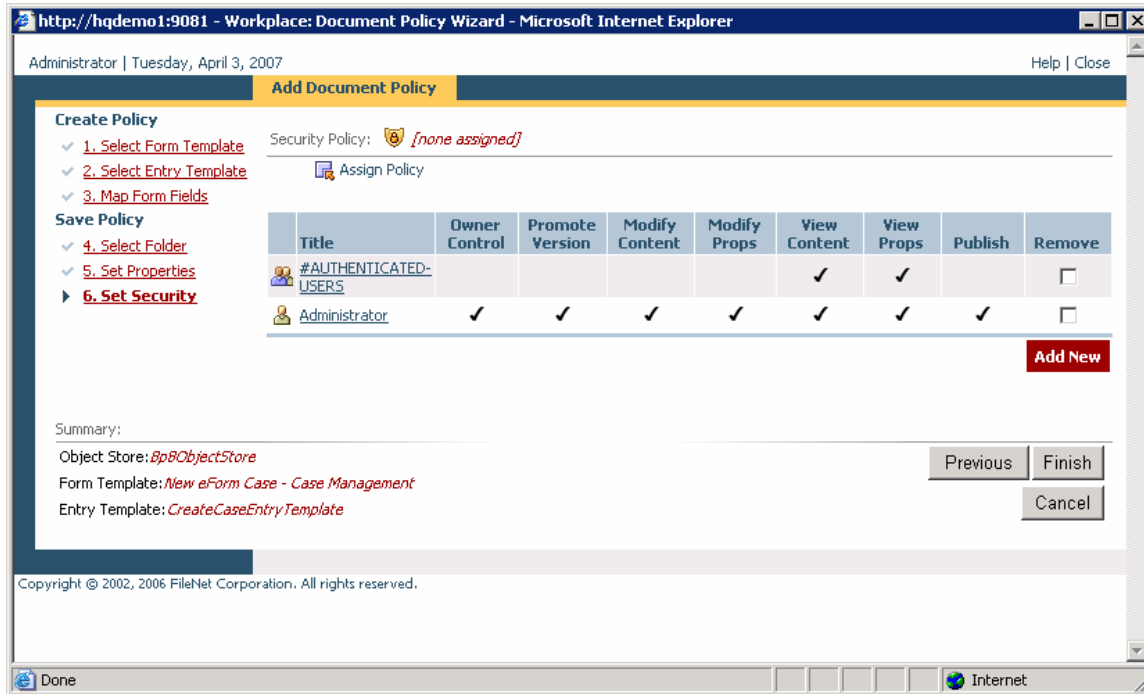 http://hqdemo1:9081 - Workplace: Document Policy Wizard - Microsoft Internet Explorer
Administrator | Tuesday, April 3, 2007
Help | Close
Add Document Policy
Create Policy
1. Select Form Template
2. Select Entry Template
3. Map Form Fields
Save Policy
4. Select Folder
5. Set Properties
6. Set Security
Security Policy: [none assigned]
Assign Policy
Title Owner Control Promote Version Modify Content Modify Props View Content View Props Publish Remove
#AUTHENTICATED-
USERS
Administrator
Add New
Summary:
Object Store: Bp8ObjectStore
Form Template: New eForm Case - Case Management
Entry Template: CreateCaseEntryTemplate
Previous Finish
Cancel
Copyright © 2002, 2006 FileNet Corporation. All rights reserved.
Done
Internet